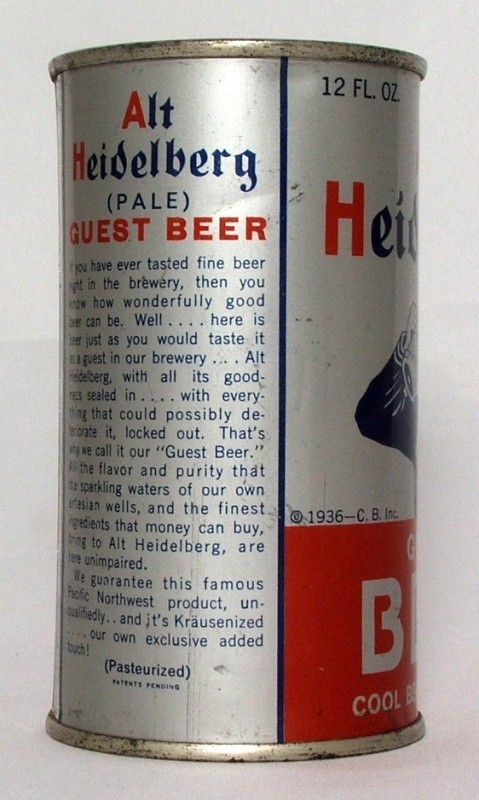 Alt
Heidelberg
(PALE)
GUEST BEER
you have ever tasted fine beer
right in the brewery, then you
know how wonderfully good
beer can be. Well . . . . here is
beer just as you would taste it
as a guest in our brewery . . . Alt
Heidelberg, with all its good-
ness sealed in . . . . with every-
thing that could possibly de-
teriorate it, locked out. That's
why we call it our "Guest Beer."
All the flavor and purity that
the sparkling waters of our own
artesian wells, and the finest
ingredients that money can buy,
bring to Alt Heidelberg, are
here unimpaired.
We guarantee this famous
Pacific Northwest product, un-
qualifiedly . . and it's Kräusenized
. . . . our own exclusive added
touch!
(Pasteurized)
PATENTS PENDING
12 FL. OZ.
Heid
© 1936—C. B. Inc.
G
BE
COOL B